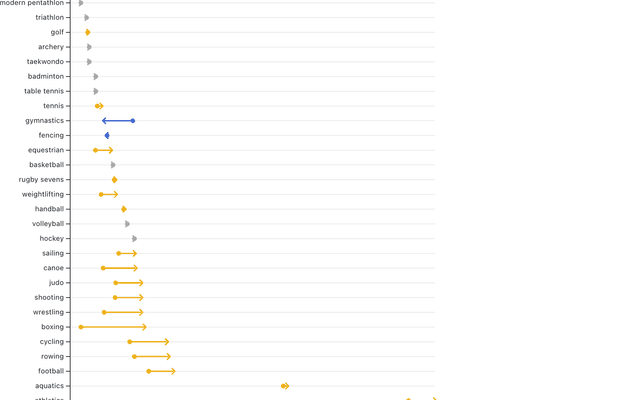 modern pentathlon
triathlon
golf
archery
taekwondo
badminton
table tennis
tennis
gymnastics
fencing
equestrian
basketball
rugby sevens
weightlifting
handball
volleyball
hockey
sailing
canoe
judo
shooting
wrestling
boxing
cycling
rowing
football
aquatics
athletics